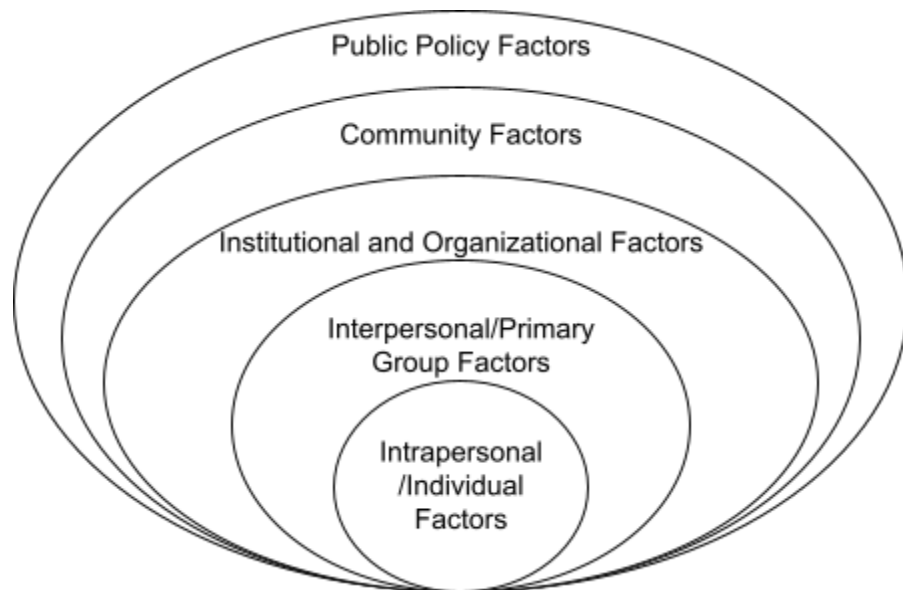 Public Policy Factors
Community Factors
Institutional and Organizational Factors
Interpersonal/Primary
Group Factors
Intrapersonal
/Individual
Factors